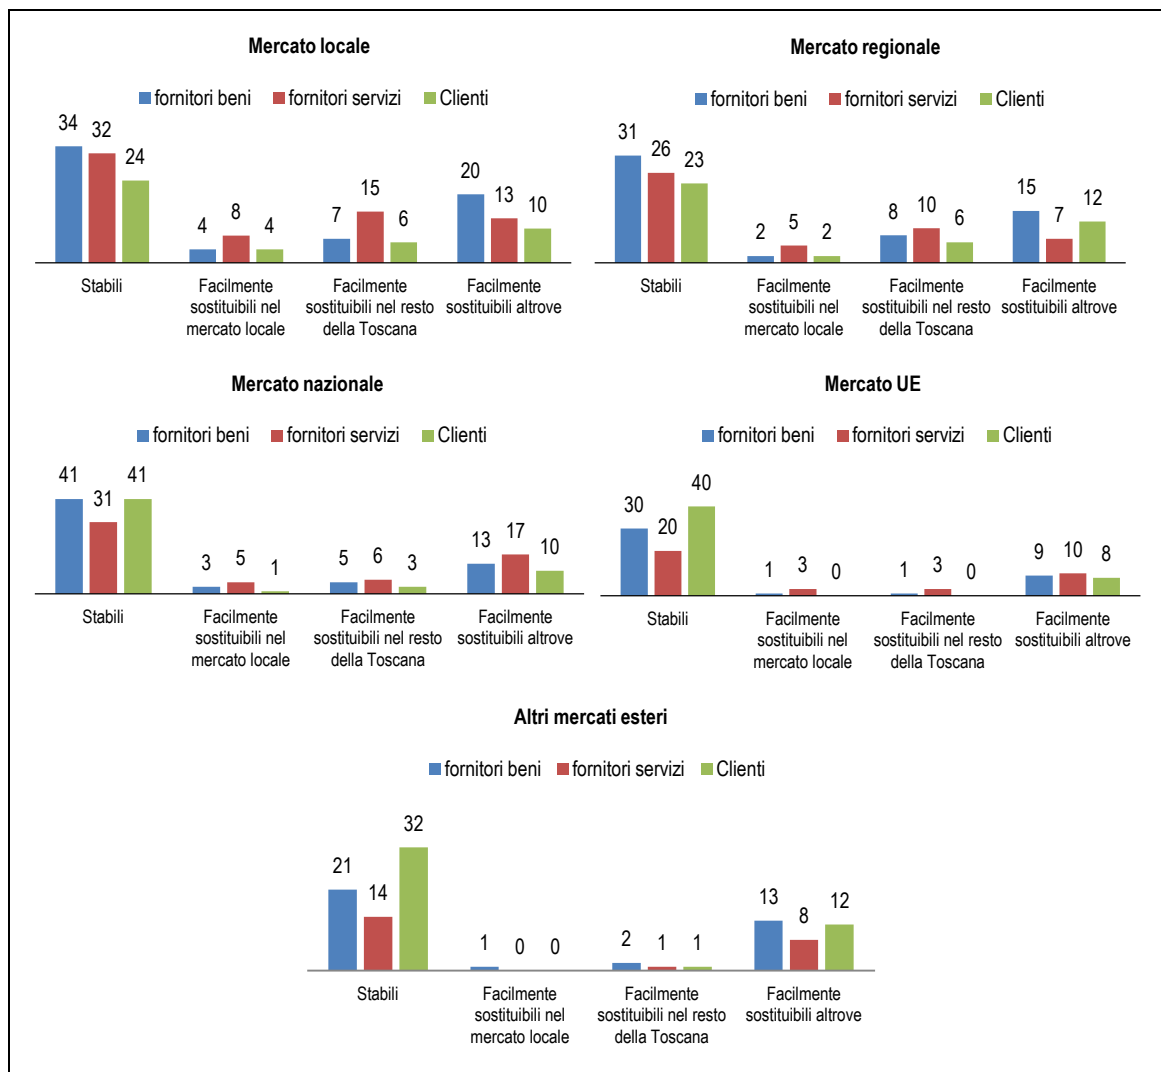 Mercato locale
fornitori beni fornitori servizi Clienti
34 32 24 4 8 4 7 15 6 20 13 10
Stabili
Facilmente
sostituibili nel
mercato locale
Facilmente
sostituibili nel resto
della Toscana
Facilmente
sostituibili altrove
Mercato regionale
fornitori beni fornitori servizi Clienti
31 26 23 2 5 2 8 10 6 15 7 12
Stabili
Facilmente
sostituibili nel
mercato locale
Facilmente
sostituibili nel resto
della Toscana
Facilmente
sostituibili altrove
Mercato nazionale
fornitori beni fornitori servizi Clienti
41 31 41 3 5 1 5 6 3 13 17 10
Stabili
Facilmente
sostituibili nel
mercato locale
Facilmente
sostituibili nel resto
della Toscana
Facilmente
sostituibili altrove
Mercato UE
fornitori beni fornitori servizi Clienti
30 20 40 1 3 0 1 3 0 9 10 8
Stabili
Facilmente
sostituibili nel
mercato locale
Facilmente
sostituibili nel resto
della Toscana
Facilmente
sostituibili altrove
Altri mercati esteri
fornitori beni fornitori servizi Clienti
21 14 32 1 0 0 2 1 1 13 8 12
Stabili
Facilmente
sostituibili nel
mercato locale
Facilmente
sostituibili nel resto
della Toscana
Facilmente
sostituibili altrove